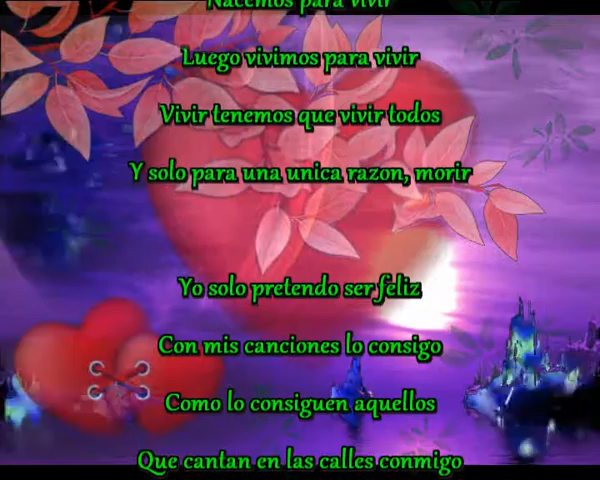 Nacemos para vivir
Luego vivimos para vivir
Vivir tenemos que vivir todos
Y solo para una unica razon, morir
Yo solo pretendo ser feliz
Con mis canciones lo consigo
Como lo consiguen aquellos
Que cantan en las calles conmigo